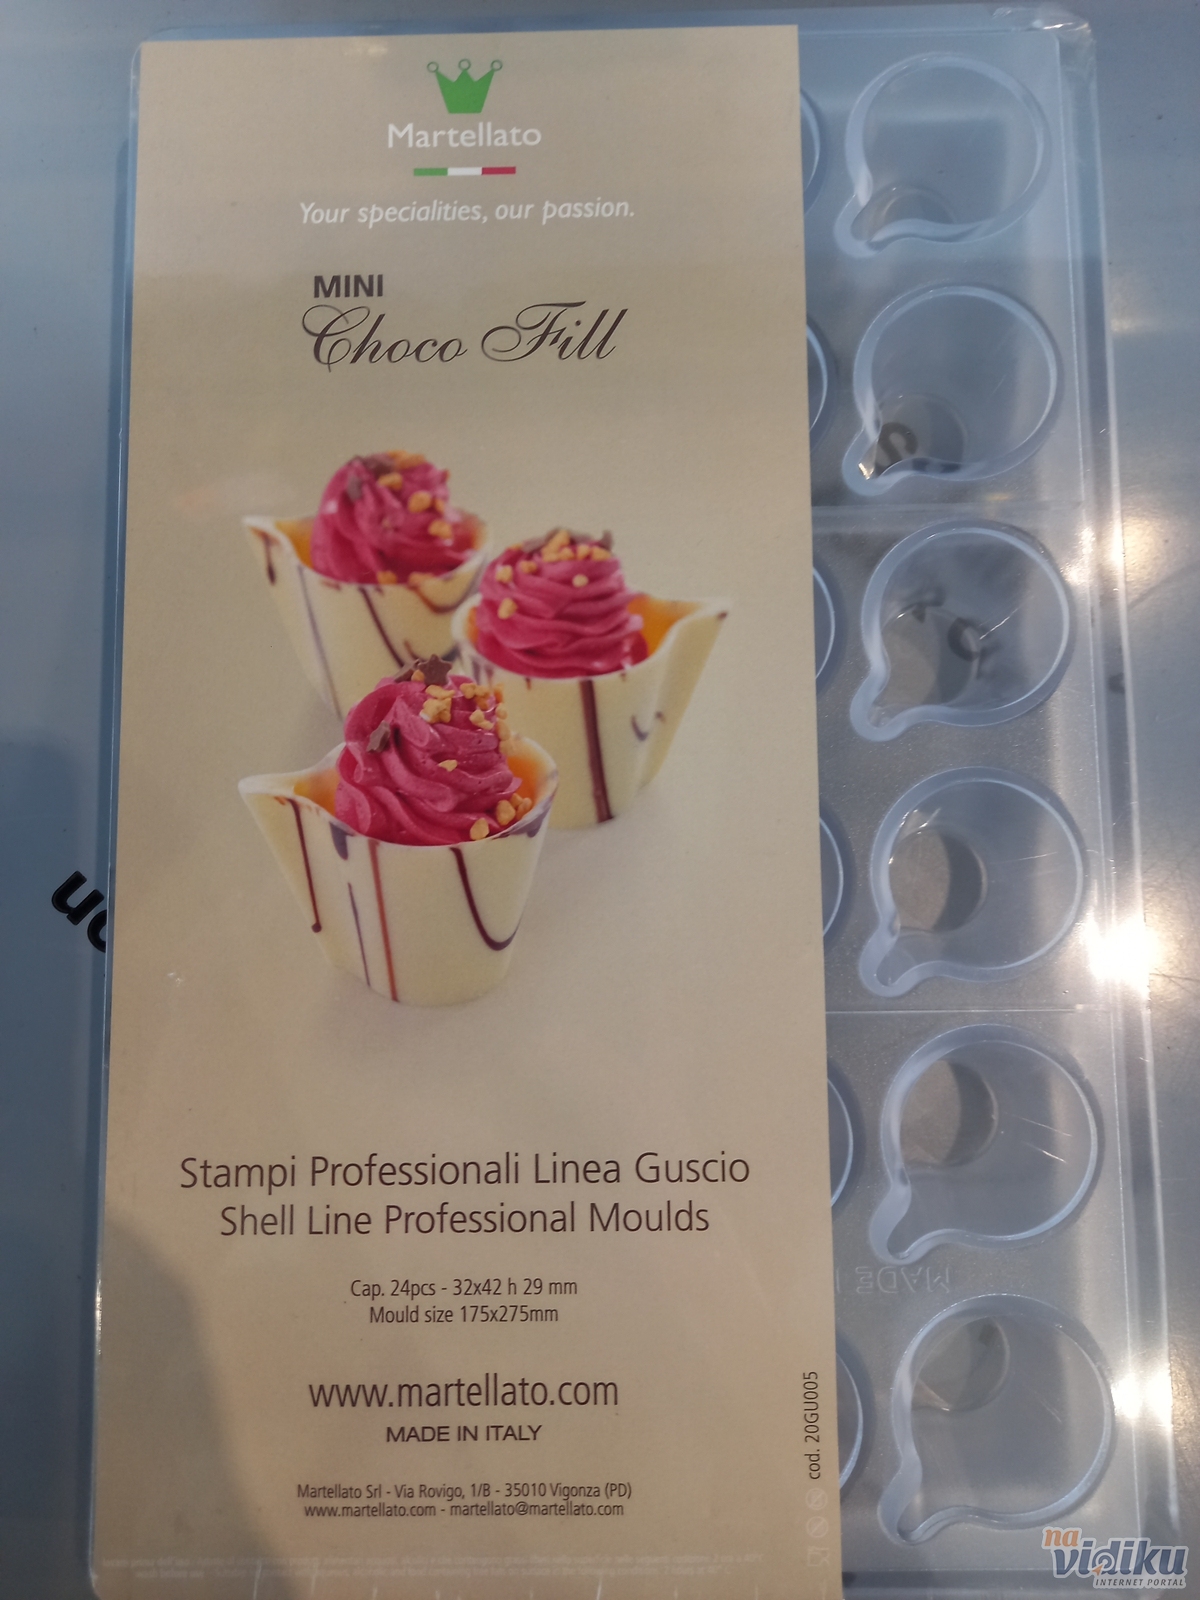 Martellato
Your specialities, our passion.
MINI
Choco Fill
Stampi Professionali Linea Guscio
Shell Line Professional Moulds
Cap. 24pcs - 32x42 h 29 mm
Mould size 175x275mm
www.martellato.com
MADE IN ITALY
cod. 20GU005
Martellato Srl - Via Rovigo, 1/B - 35010 Vigonza (PD)
www.martellato.com - martellato@martellato.com
MADE
na
vidiku
INTERNET PORTAL